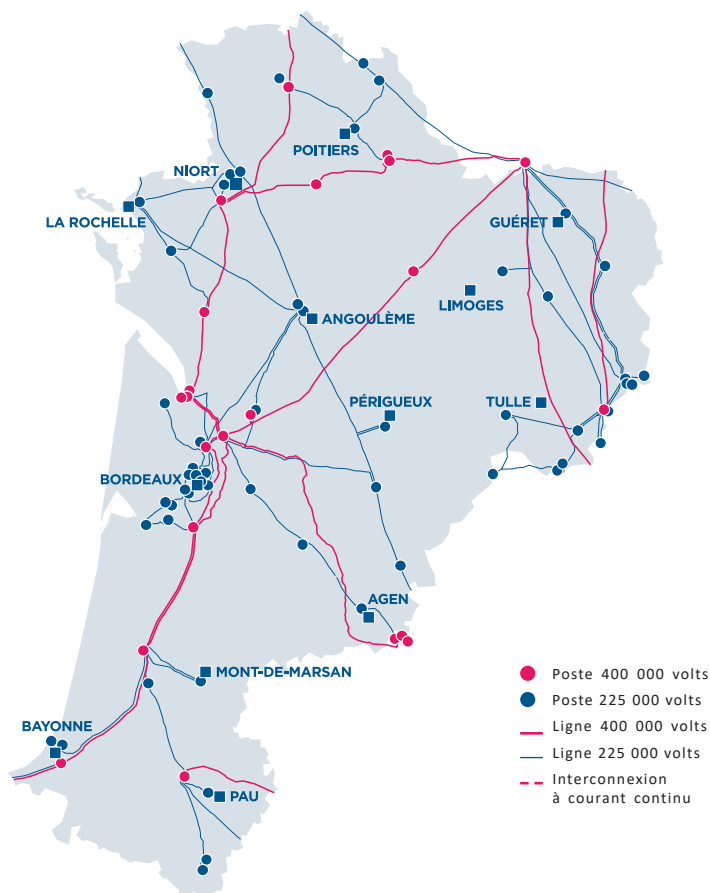 POITIERS
NIORT
LA ROCHELLE
GUÉRET
LIMOGES
ANGOULÈME
PÉRIGUEUX
TULLE
BORDEAUX
AGEN
MONT-DE-MARSAN
BAYONNE
PAU
Poste 400 000 volts
Poste 225 000 volts
Ligne 400 000 volts
Ligne 225 000 volts
Interconnexion
à courant continu